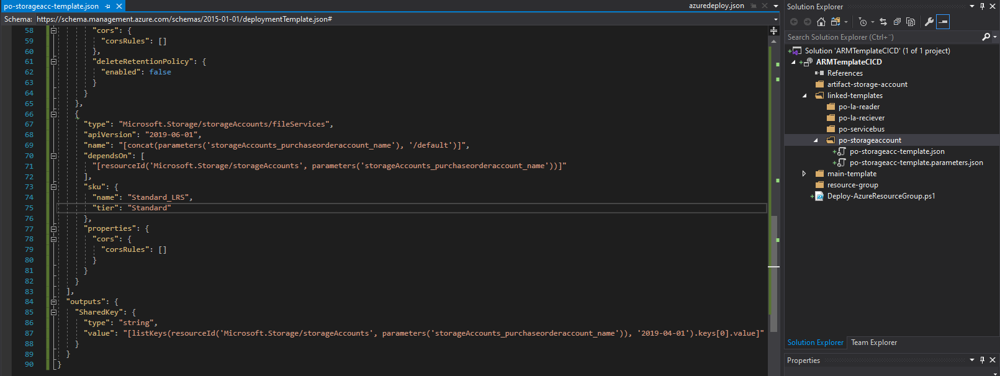 po-storageacc-template.json
azuredeploy.json
Schema: https://schema.management.azure.com/schemas/2015-01-01/deploymentTemplate.json#
58 "cors": {
59 "corsRules": []
60 },
61 "deleteRetentionPolicy": {
62 "enabled": false
63 }
64 }
65 },
66 {
67 "type": "Microsoft.Storage/storageAccounts/fileServices",
68 "apiVersion": "2019-06-01",
69 "name": "[concat(parameters('storageAccounts_purchaseorderaccount_name'), '/default')]",
70 "dependsOn": [
71 "[resourceId('Microsoft.Storage/storageAccounts', parameters('storageAccounts_purchaseorderaccount_name'))]"
72 ],
73 "sku": {
74 "name": "Standard_LRS",
75 "tier": "Standard"
76 },
77 "properties": {
78 "cors": {
79 "corsRules": []
80 }
81 }
82 }
83 ],
84 "outputs": {
85 "SharedKey": {
86 "type": "string",
87 "value": "[listKeys(resourceId('Microsoft.Storage/storageAccounts', parameters('storageAccounts_purchaseorderaccount_name')), '2019-04-01').keys[0].value]"
88 }
89 }
90 }
Solution Explorer
Search Solution Explorer (Ctrl+¨)
Solution 'ARMTemplateCICD' (1 of 1 project)
ARMTemplateCICD
References
artifact-storage-account
linked-templates
po-la-reader
po-la-reciever
po-servicebus
po-storageaccount
po-storageacc-template.json
po-storageacc-template.parameters.json
main-template
resource-group
Deploy-AzureResourceGroup.ps1
Solution Explorer Team Explorer
Properties